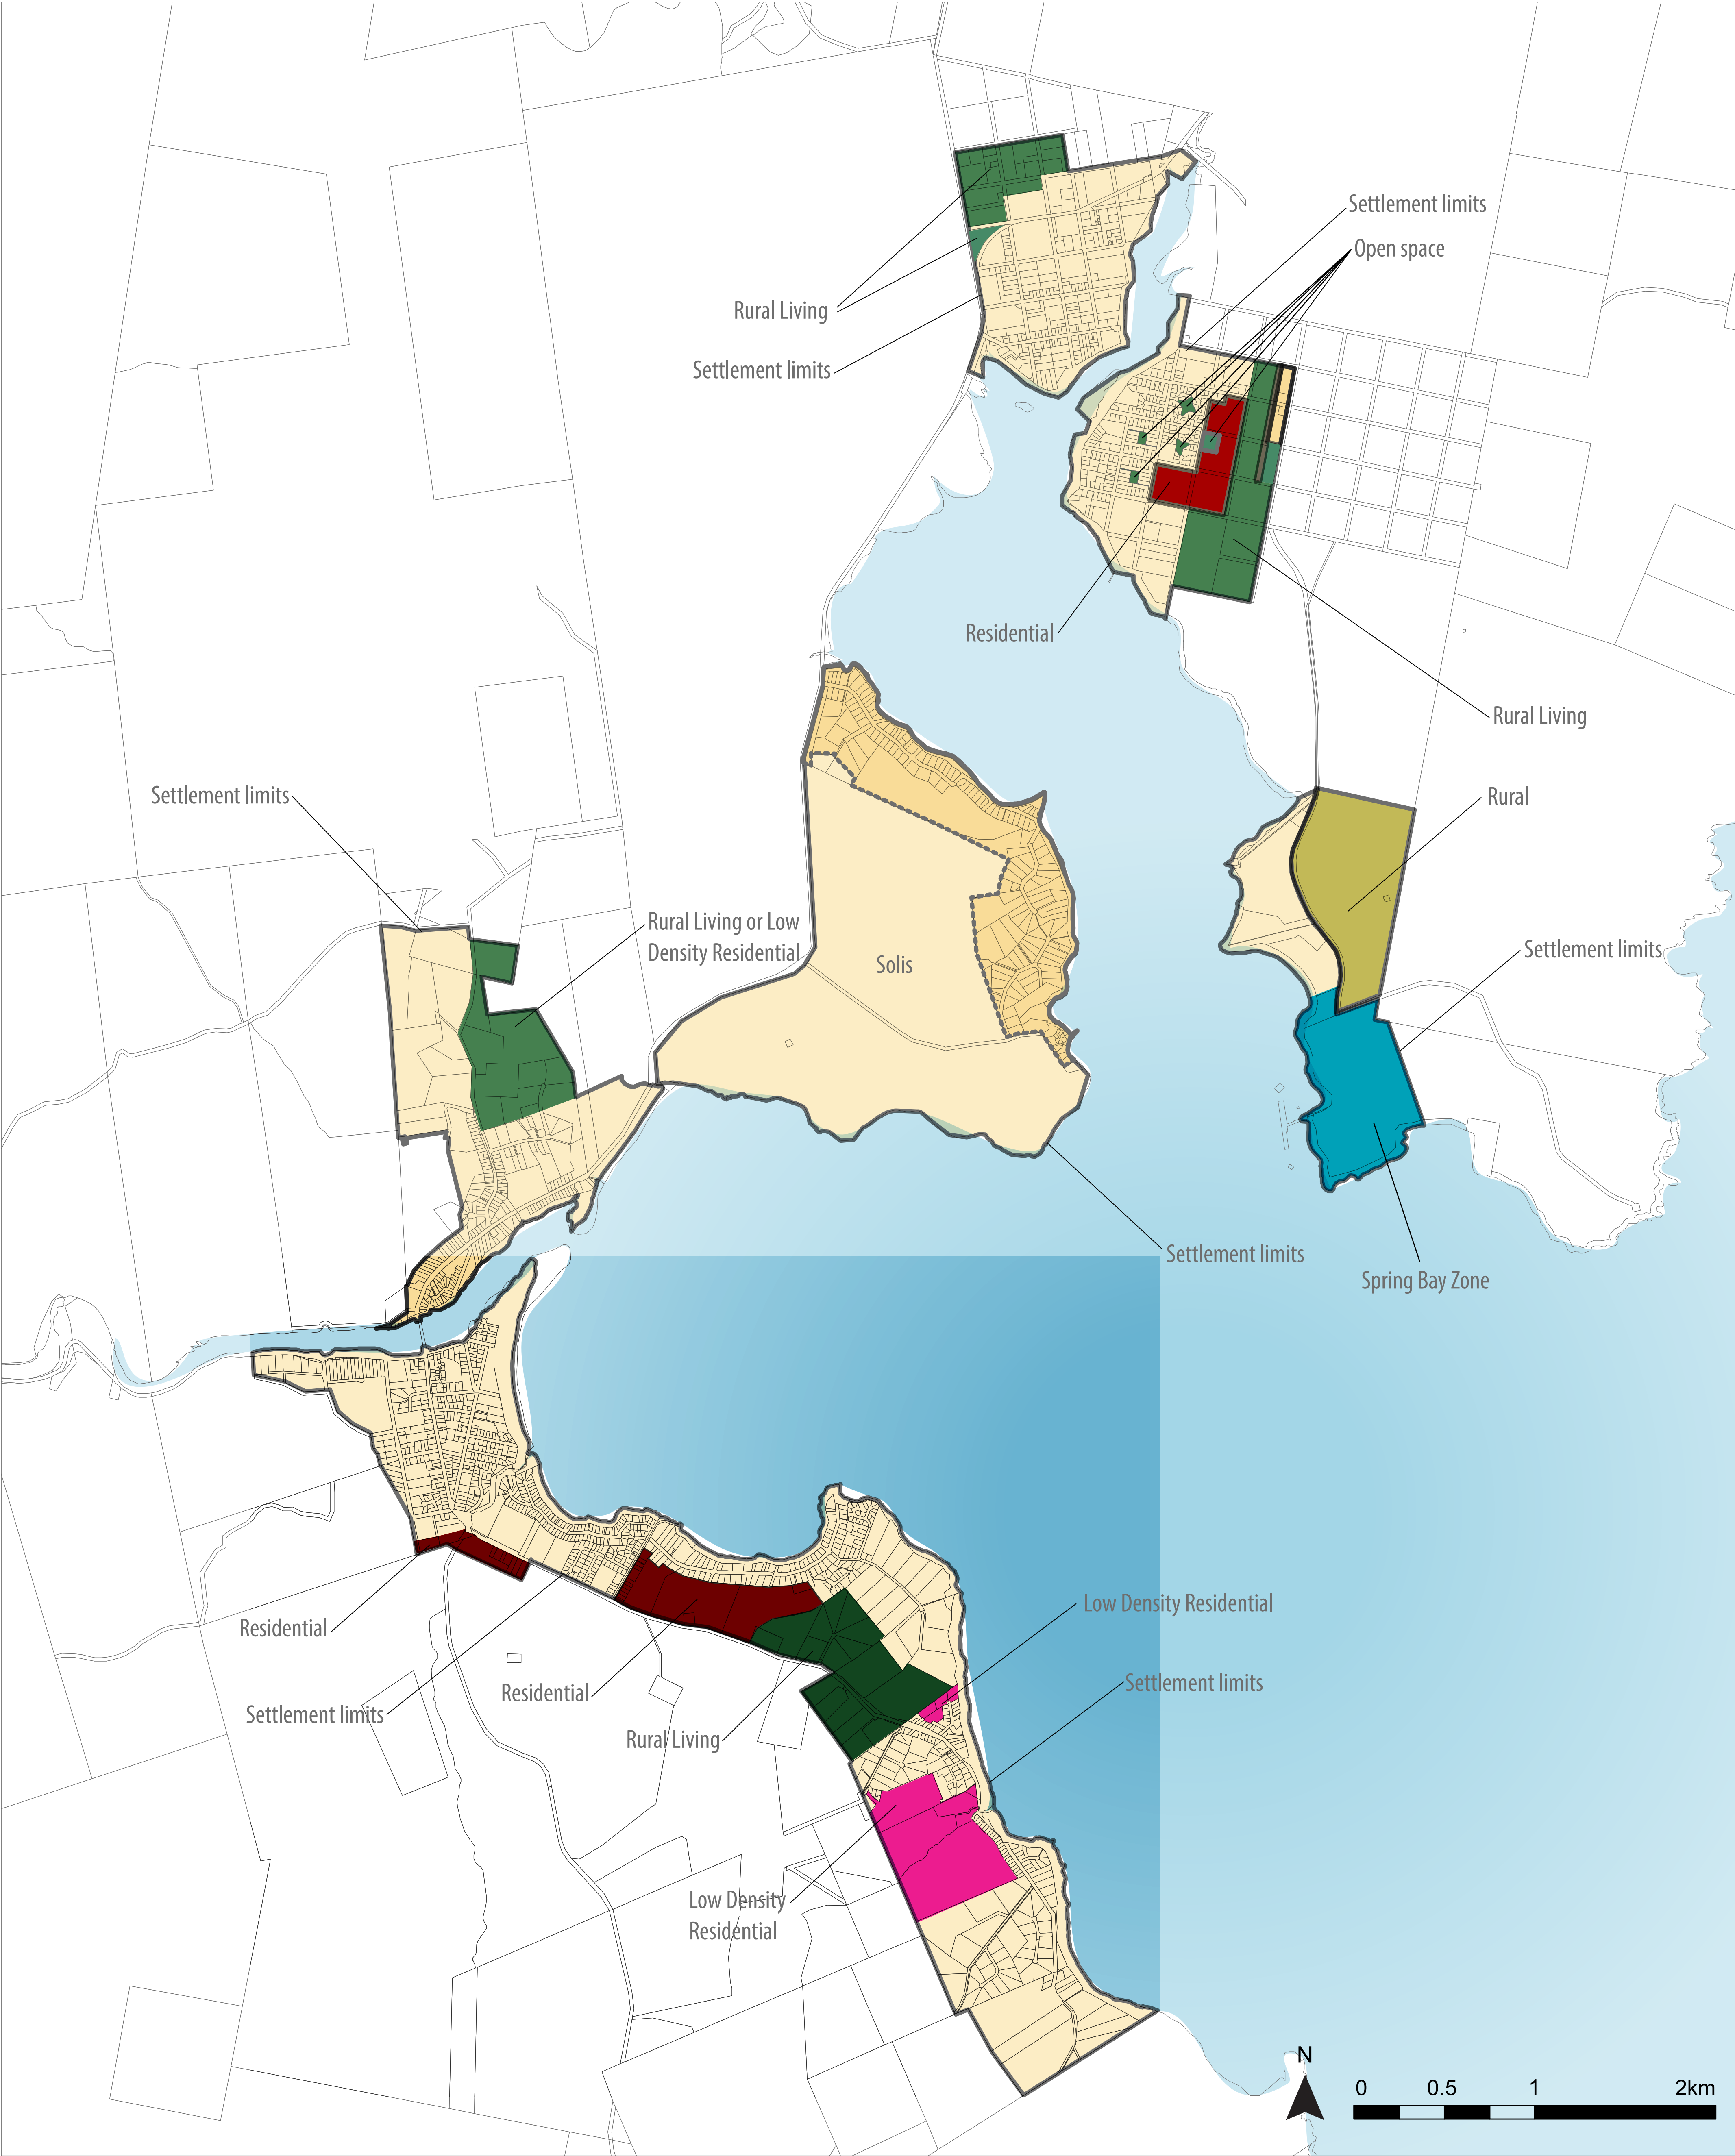 Settlement limits
Open space
Rural Living
Settlement limits
Residential
Rural Living
Settlement limits
Rural
Rural Living or Low
Density Residential
Settlement limits
Solis
Settlement limits
Spring Bay Zone
Low Density Residential
Residential
Settlement limits
Residential
Settlement limits
Rural Living
Low Density
Residential
N
0 0.5 1 2km